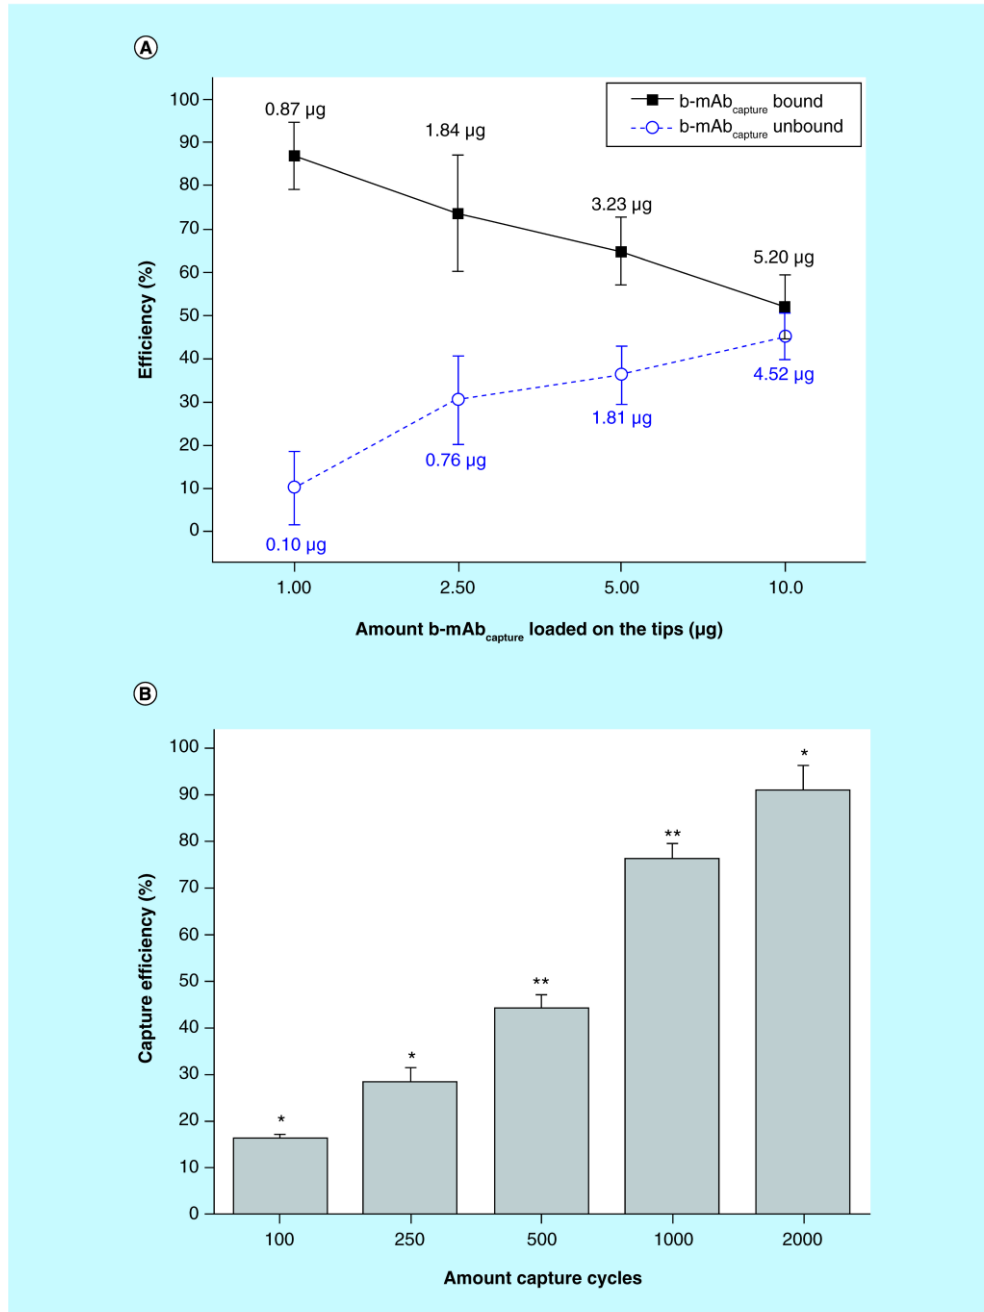 A
100
90
80
70
60
50
40
30
20
10
0
Efficiency (%)
0.87 µg
1.84 µg
3.23 µg
5.20 µg
b-mAbcapture bound
b-mAbcapture unbound
0.10 µg
0.76 µg
1.81 µg
4.52 µg
1.00 2.50 5.00 10.0
Amount b-mAbcapture loaded on the tips (µg)
B
100
90
80
70
60
50
40
30
20
10
0
Capture efficiency (%)
*
*
**
**
*
100 250 500 1000 2000
Amount capture cycles